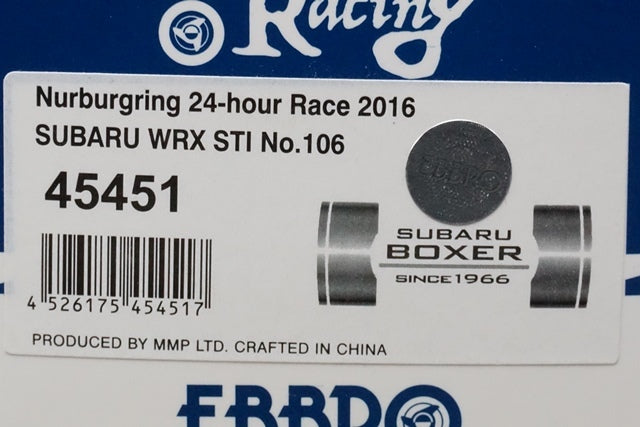 Racing
Nurburgring 24-hour Race 2016
SUBARU WRX STI No.106
45451
EBBRO
SUBARU
BOXER
SINCE1966
4 526175 454517
PRODUCED BY MMP LTD. CRAFTED IN CHINA
EBBRO